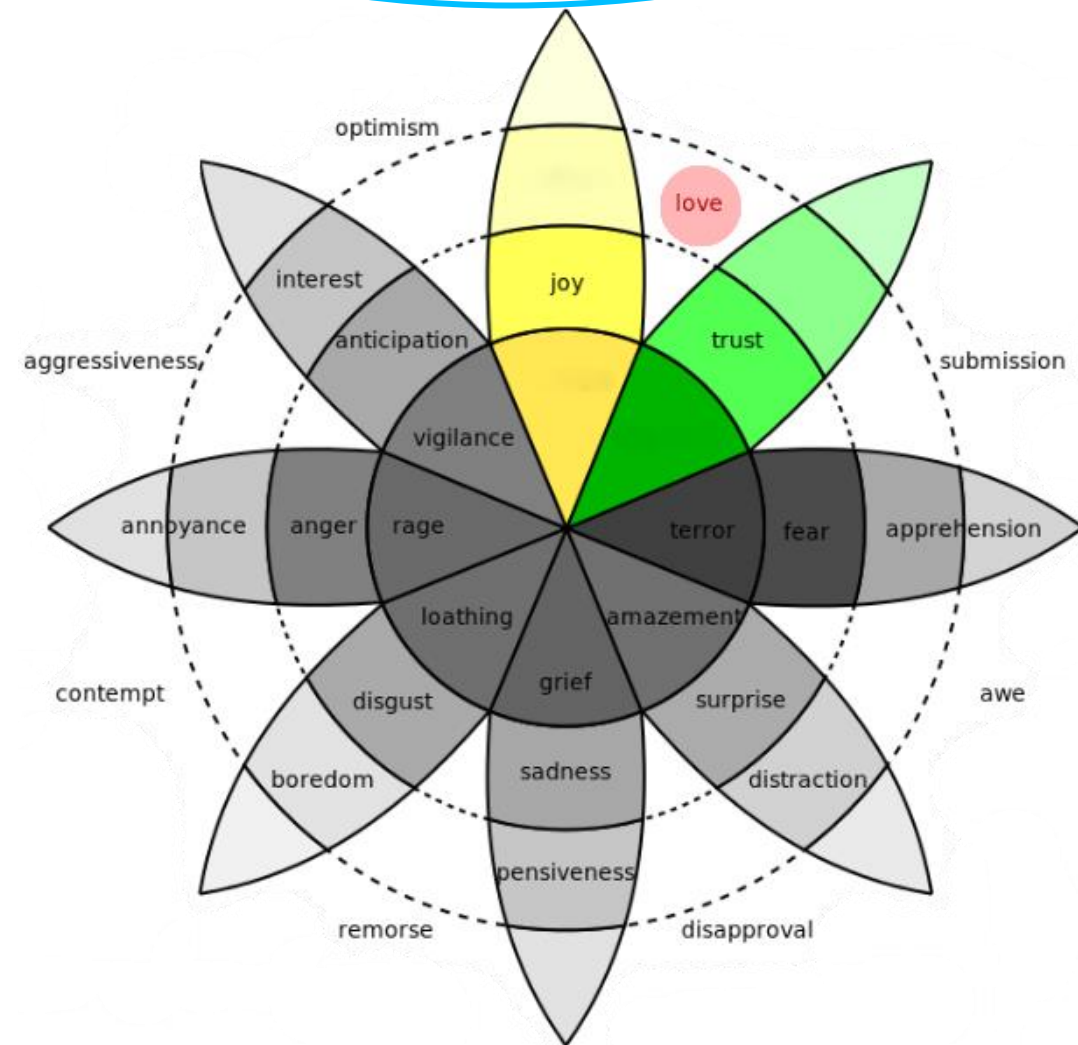 optimism
love
interest
joy
anticipation
trust
aggressiveness
submission
vigilance
annoyance
anger
rage
terror
fear
apprehension
loathing
amazement
grief
contempt
awe
disgust
surprise
sadness
boredom
distraction
pensiveness
remorse
disapproval